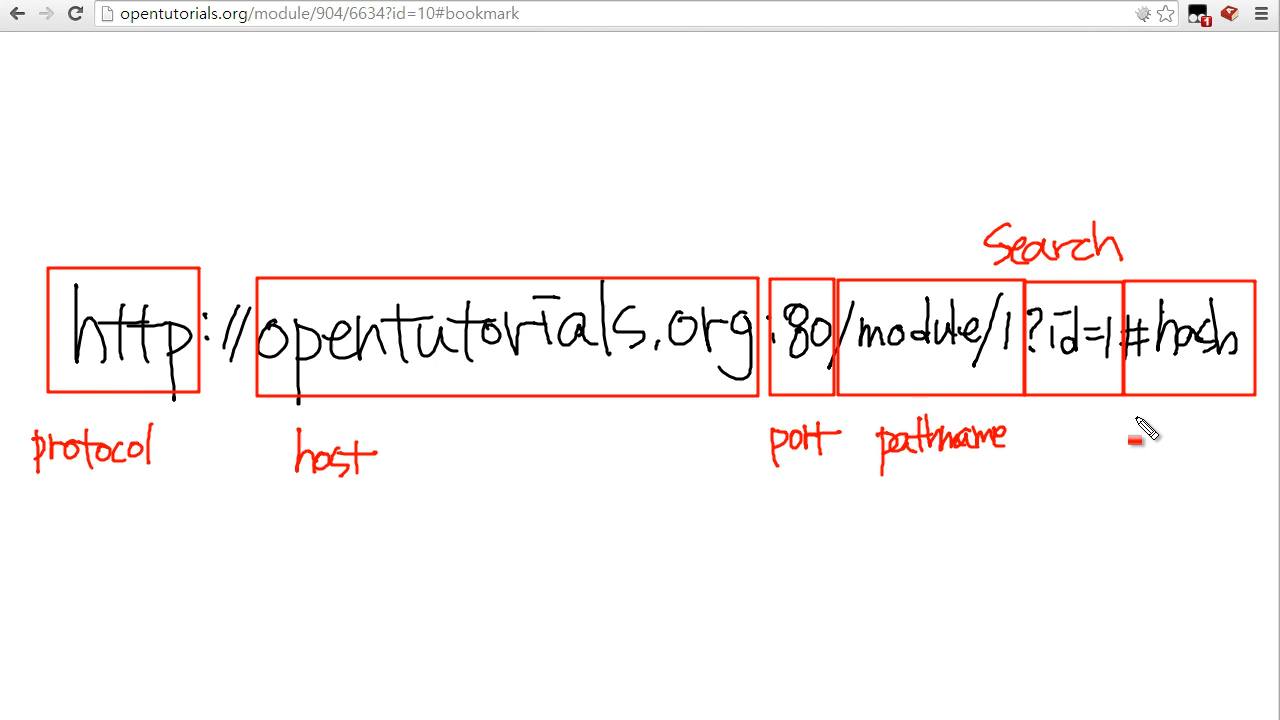 opentutorials.org/module/904/6634?id=10#bookmark
1
search
http://opentutorials.org:80/module/1?id=1#hash
protocol host port pathname